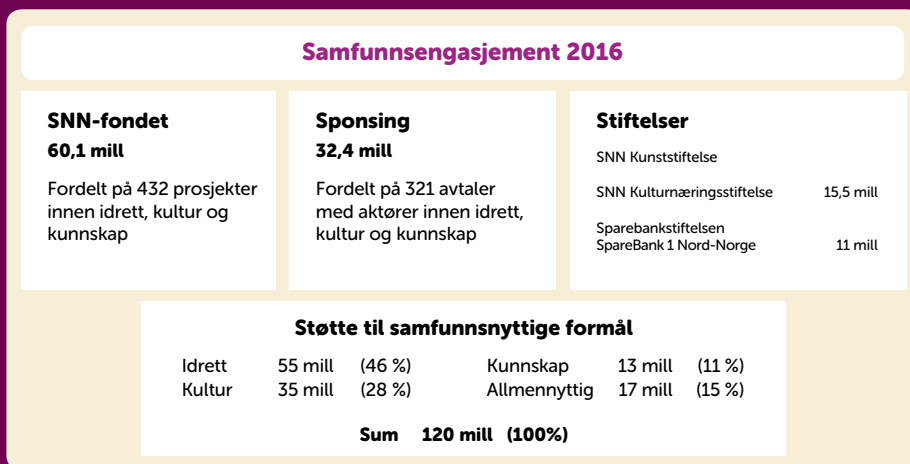 Samfunnsengasjement 2016
SNN-fondet
60,1 mill
Fordelt på 432 prosjekter
innen idrett, kultur og
kunnskap
Sponsing
32,4 mill
Fordelt på 321 avtaler
med aktører innen idrett,
kultur og kunnskap
Stiftelser
SNN Kunststiftelse
SNN Kulturnæringsstiftelse 15,5 mill
Sparebankstiftelsen
SpareBank 1 Nord-Norge 11 mill
Støtte til samfunnsnyttige formål
Idrett 55 mill (46 %) Kunnskap 13 mill (11 %)
Kultur 35 mill (28 %) Allmennyttig 17 mill (15 %)
Sum 120 mill (100%)